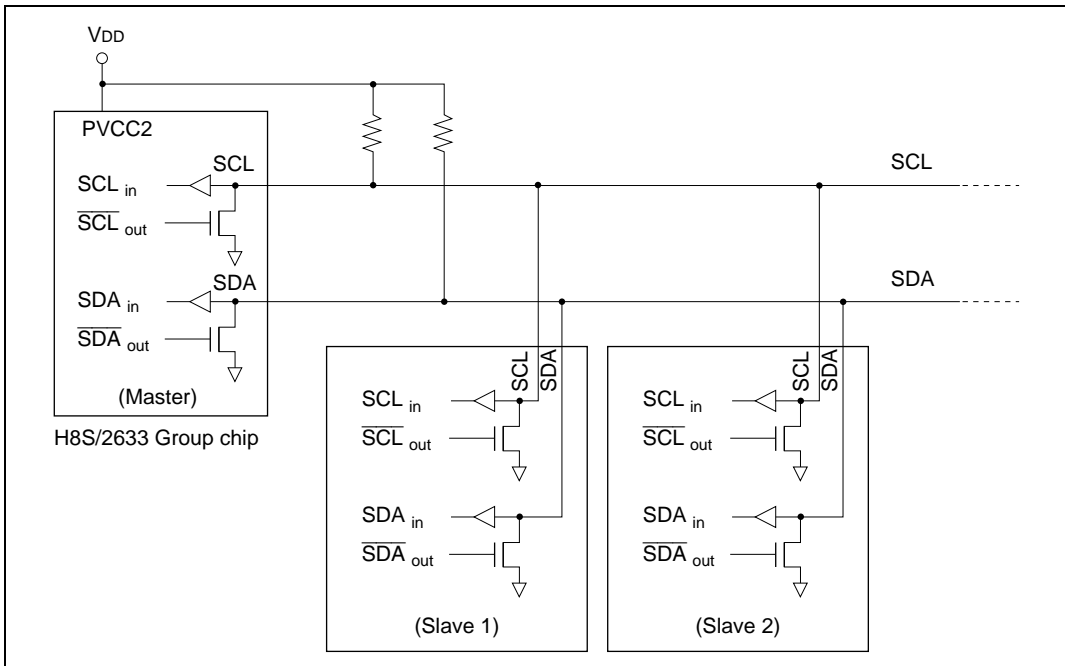 VDD
PVCC2
SCL
SCL in
SCL out
SDA
SDA in
SDA out
(Master)
H8S/2633 Group chip
SCL
SDA
SCL
SDA
SCL in
SCL out
SDA in
SDA out
(Slave 1)
SCL
SDA
SCL in
SCL out
SDA in
SDA out
(Slave 2)